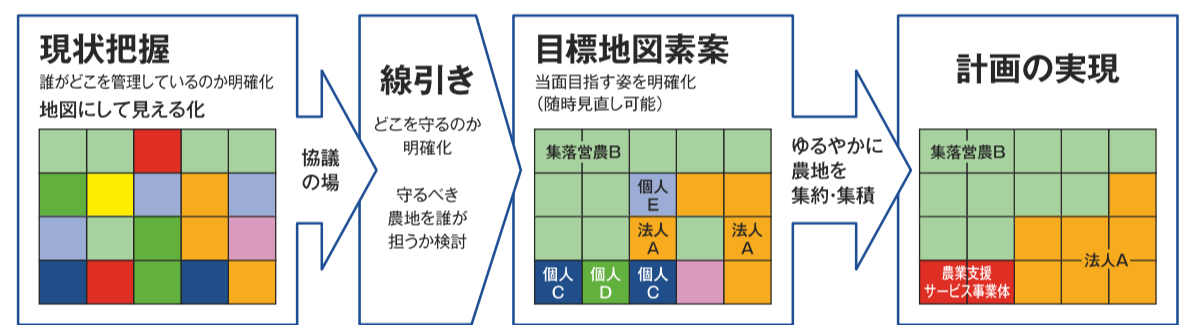 現状把握
誰がどこを管理しているのか明確化
地図にして見える化
協議
の場
線引き
どこを守るのか
明確化
守るべき
農地を誰が
担うか検討
目標地図素案
当面目指す姿を明確化
（随時見直し可能）
集落営農B
個人
E
法人
A
法人
A
個人
C
個人
D
個人
C
ゆるやかに
農地を
集約・集積
計画の実現
集落営農B
法人A
農業支援
サービス事業体